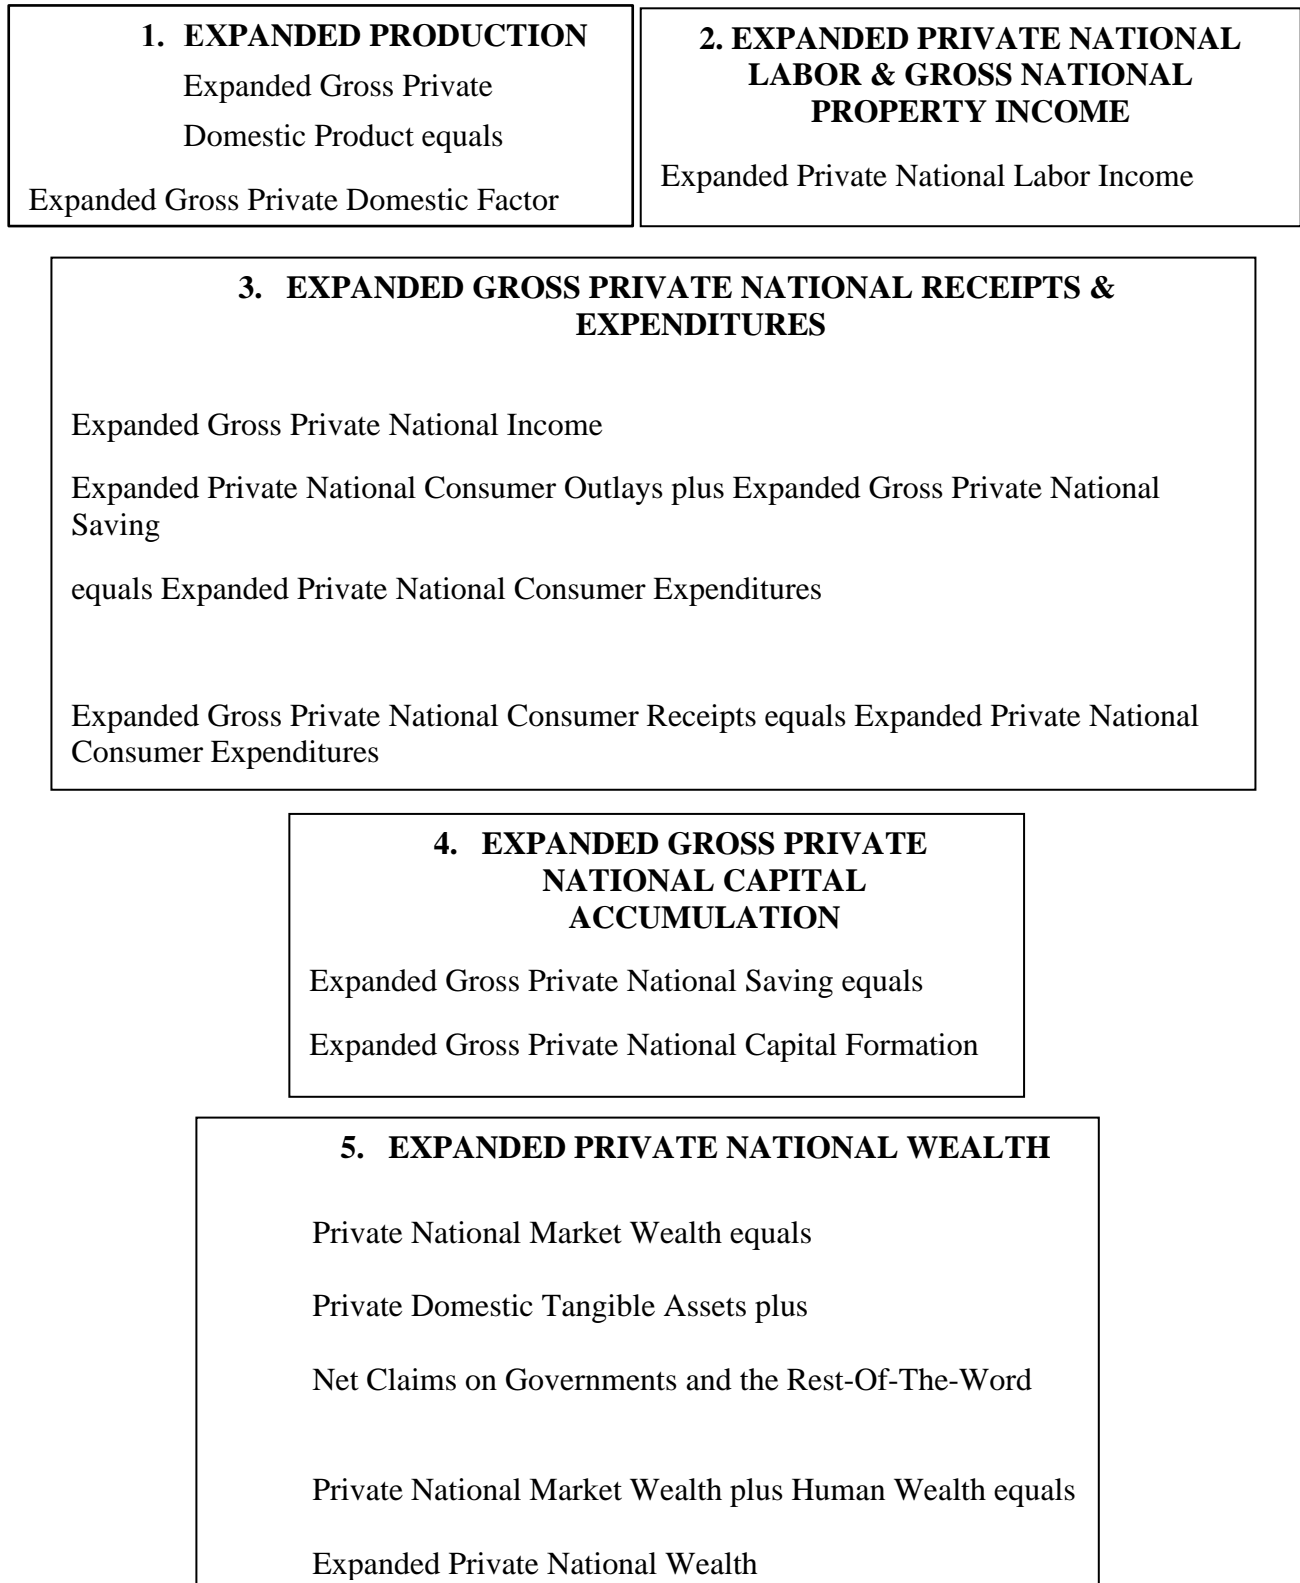 1. EXPANDED PRODUCTION
Expanded Gross Private
Domestic Product equals
Expanded Gross Private Domestic Factor
2. EXPANDED PRIVATE NATIONAL
LABOR & GROSS NATIONAL
PROPERTY INCOME
Expanded Private National Labor Income
3. EXPANDED GROSS PRIVATE NATIONAL RECEIPTS &
EXPENDITURES
Expanded Gross Private National Income
Expanded Private National Consumer Outlays plus Expanded Gross Private National
Saving
equals Expanded Private National Consumer Expenditures
Expanded Gross Private National Consumer Receipts equals Expanded Private National
Consumer Expenditures
4. EXPANDED GROSS PRIVATE
NATIONAL CAPITAL
ACCUMULATION
Expanded Gross Private National Saving equals
Expanded Gross Private National Capital Formation
5. EXPANDED PRIVATE NATIONAL WEALTH
Private National Market Wealth equals
Private Domestic Tangible Assets plus
Net Claims on Governments and the Rest-Of-The-Word
Private National Market Wealth plus Human Wealth equals
Expanded Private National Wealth